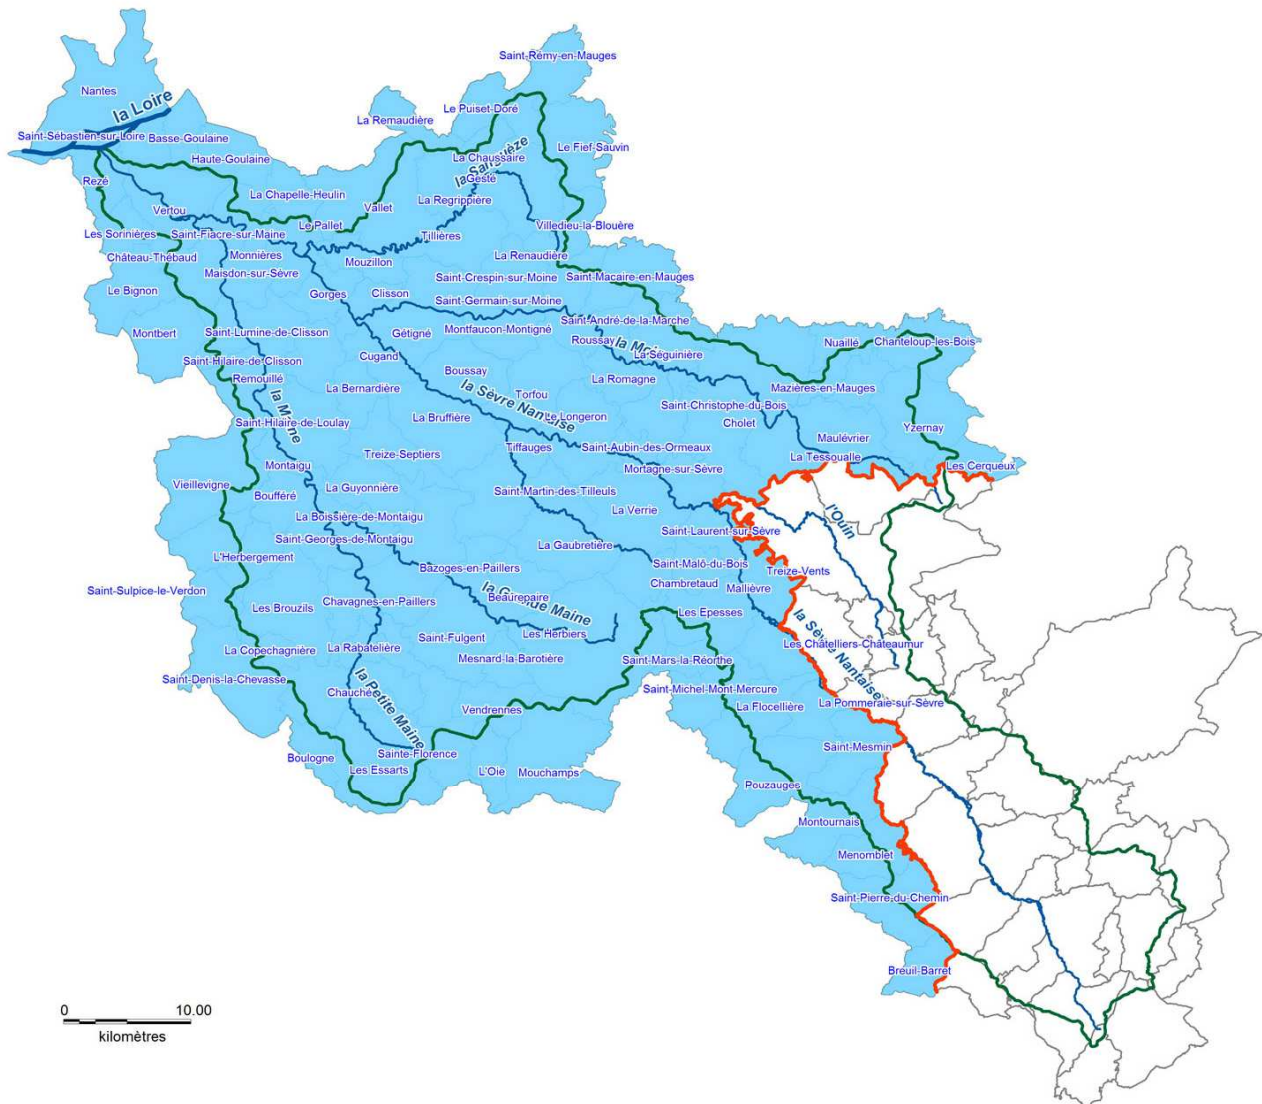 Saint-Rémy-en-Mauges
Nantes
la Loire
Le Puiset-Doré
La Remaudière
Saint-Sébastien-sur-Loire
Basse-Goulaine
Le Fief-Sauvin
Haute-Goulaine
La Chaussaire
la Sanguèze
Gesté
Rezé
La Chapelle-Heulin
La Regrippière
Vallet
Vertou
Le Pallet
Villedieu-la-Blouère
Les Sorinières
Saint-Fiacre-sur-Maine
Tillières
Château-Thébaud
Monnières
La Renaudière
Mouzillon
Maisdon-sur-Sèvre
Saint-Crespin-sur-Moine
Saint-Macaire-en-Mauges
Le Bignon
Gorges
Clisson
Saint-Germain-sur-Moine
Saint-André-de-la-Marche
Montbert
Saint-Lumine-de-Clisson
Gétigné
Montfaucon-Montigné
Roussay
la Moine
Nuaillé
Chanteloup-les-Bois
La Séguinière
Cugand
Saint-Hilaire-de-Clisson
Boussay
Remouillé
La Romagne
La Bernardière
la Sèvre Nantaise
Mazières-en-Mauges
Torfou
la Maine
Saint-Christophe-du-Bois
La Bruffière
Le Longeron
Saint-Hilaire-de-Loulay
Cholet
Yzernay
Maulévrier
Tiffauges
Saint-Aubin-des-Ormeaux
Treize-Septiers
La Tessoualle
Montaigu
Mortagne-sur-Sèvre
Les Cerqueux
Vieillevigne
La Guyonnière
Boufféré
Saint-Martin-des-Tilleuls
La Verrie
l'Ouin
La Boissière-de-Montaigu
Saint-Laurent-sur-Sèvre
Saint-Georges-de-Montaigu
La Gaubretière
L'Herbergement
Saint-Malô-du-Bois
Bazoges-en-Paillers
Treize-Vents
Chambretaud
Mallièvre
Saint-Sulpice-le-Verdon
la Grande Maine
Beaurepaire
Chavagnes-en-Paillers
Les Brouzils
Les Epesses
la Sèvre Nantaise
Les Herbiers
Saint-Fulgent
Les Châtelliers-Châteaumur
La Copechagnière
La Rabatelière
Mesnard-la-Barotière
Saint-Mars-la-Réorthe
Saint-Denis-la-Chevasse
la Petite Maine
Saint-Michel-Mont-Mercure
Chauché
La Pommeraie-sur-Sèvre
La Flocellière
Vendrennes
Saint-Mesmin
Sainte-Florence
Boulogne
Les Essarts
L'Oie
Mouchamps
Pouzauges
Montournais
Menomblet
Saint-Pierre-du-Chemin
Breuil-Barret
0 10.00
kilomètres